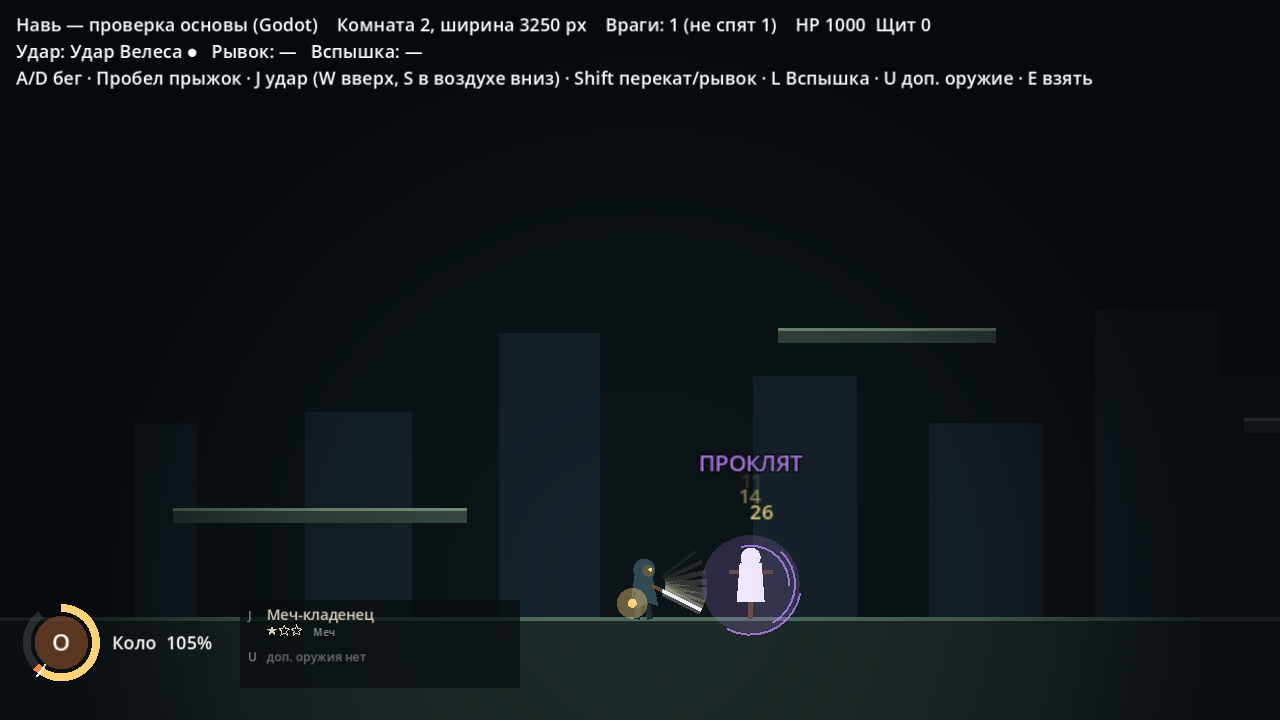 Навь — проверка основы (Godot)    Комната 2, ширина 3250 px    Враги: 1 (не спят 1)    HP 1000  Щит 0
Удар: Удар Велеса ●   Рывок: —   Вспышка: —
A/D бег · Пробел прыжок · J удар (W вверх, S в воздухе вниз) · Shift перекат/рывок · L Вспышка · U доп. оружие · E взять
ПРОКЛЯТ
11
14
26
J Меч-кладенец
★☆☆ Меч
О Коло 105%
U доп. оружия нет